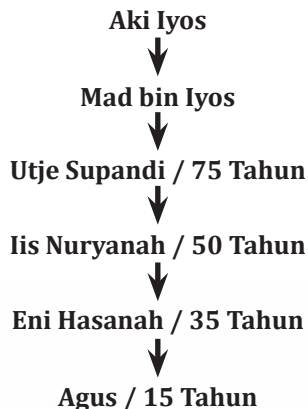 Aki Iyos
Mad bin Iyos
Utje Supandi / 75 Tahun
Iis Nuryanah / 50 Tahun
Eni Hasanah / 35 Tahun
Agus / 15 Tahun